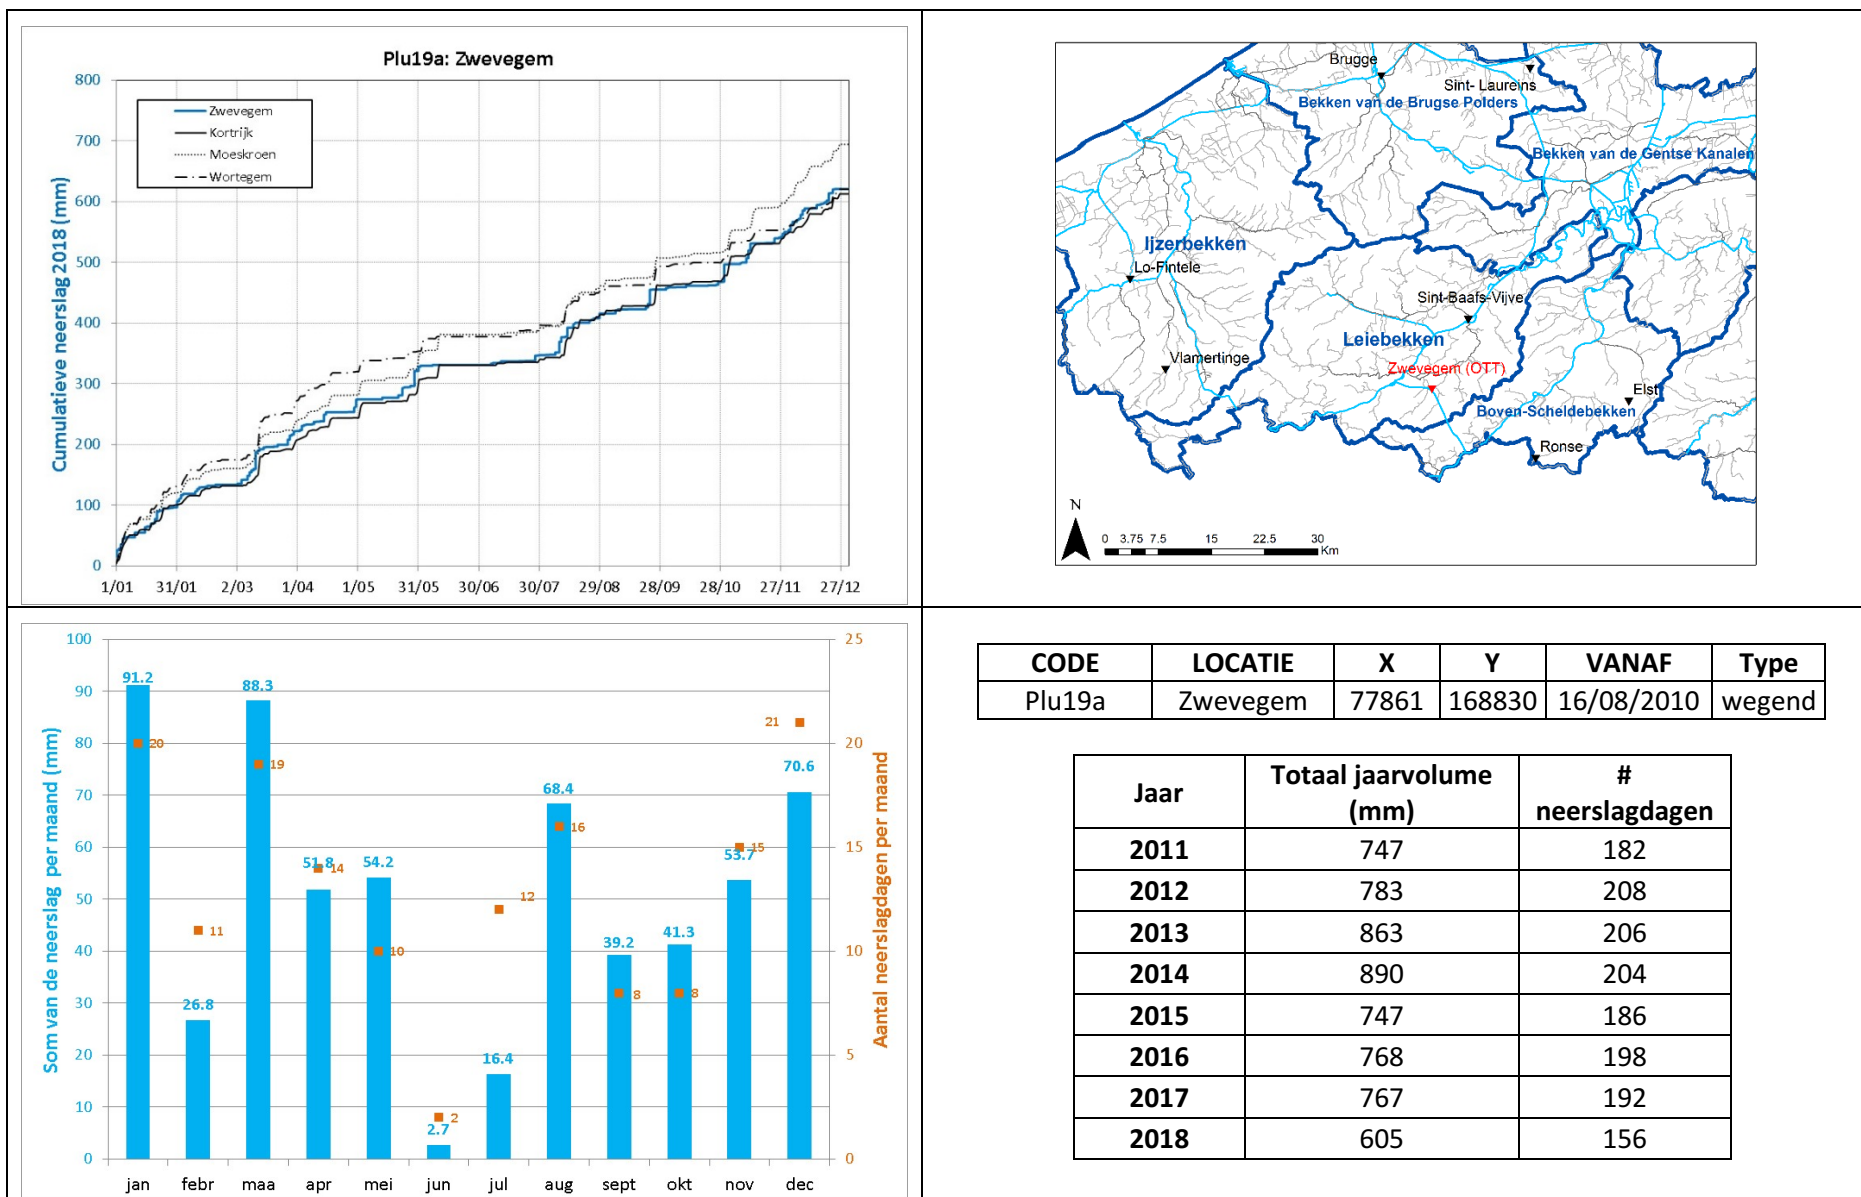 Plu19a: Zwevegem
Cumulatieve neerslag 2018 (mm)
800
700
600
500
400
300
200
100
0
Zwevegem
Kortrijk
Moeskroen
Wortegem
1/01 31/01 2/03 1/04 1/05 31/05 30/06 30/07 29/08 28/09 28/10 27/11 27/12
Brugge
Sint- Laureins
Bekken van de Brugse Polders
Bekken van de Gentse Kanalen
Ijzerbekken
Lo-Fintele
Sint-Baafs-Vijve
Leiebekken
Vlamertinge
Zwevegem (OTT)
Elst
Boven-Scheldebekken
Ronse
N
0 3.75 7.5 15 22.5 30
Km
Som van de neerslag per maand (mm)
100
90
80
70
60
50
40
30
20
10
0
Aantal neerslagdagen per maand
25
20
15
10
5
0
91.2
26.8
88.3
51.8
54.2
2.7
16.4
68.4
39.2
41.3
53.7
70.6
20
11
19
14
10
2
12
16
8
8
15
21
jan febr maa apr mei jun jul aug sept okt nov dec
CODE LOCATIE X Y VANAF Type
Plu19a Zwevegem 77861 168830 16/08/2010 wegend
Jaar Totaal jaarvolume (mm) # neerslagdagen
2011 747 182
2012 783 208
2013 863 206
2014 890 204
2015 747 186
2016 768 198
2017 767 192
2018 605 156